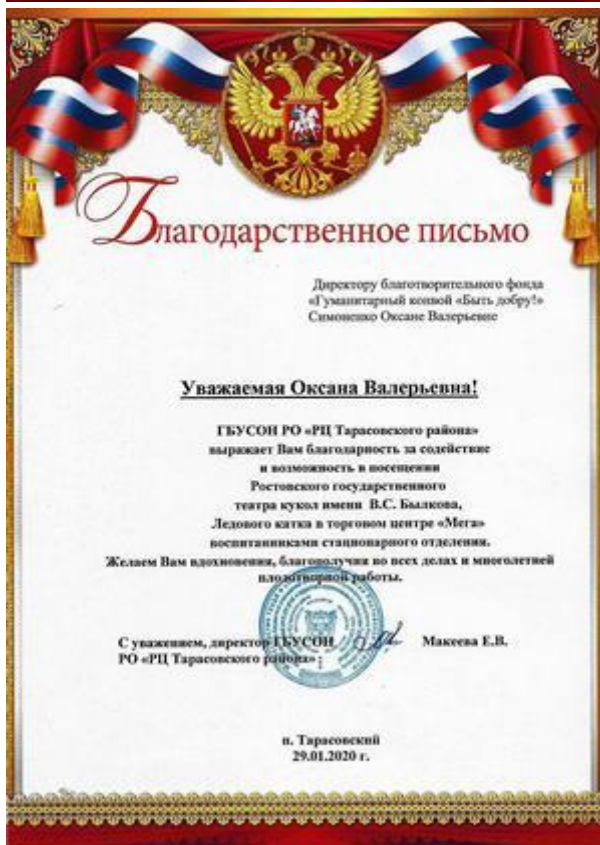 Благодарственное письмо
Директору благотворительного фонда
«Гуманитарный конвой «Быть добру!»
Симоненко Оксане Валерьевне
Уважаемая Оксана Валерьевна!
ГБУСОН РО «РЦ Тарасовского района»
выражает Вам благодарность за содействие
и возможность в посещении
Ростовского государственного
театра кукол имени В.С. Былкова,
Ледового катка в торговом центре «Мега»
воспитанниками стационарного отделения.
Желаем Вам вдохновения, благополучия во всех делах и многолетней
плодотворной работы.
С уважением, директор ГБУСОН Макеева Е.В.
РО «РЦ Тарасовского района»
п. Тарасовский
29.01.2020 г.